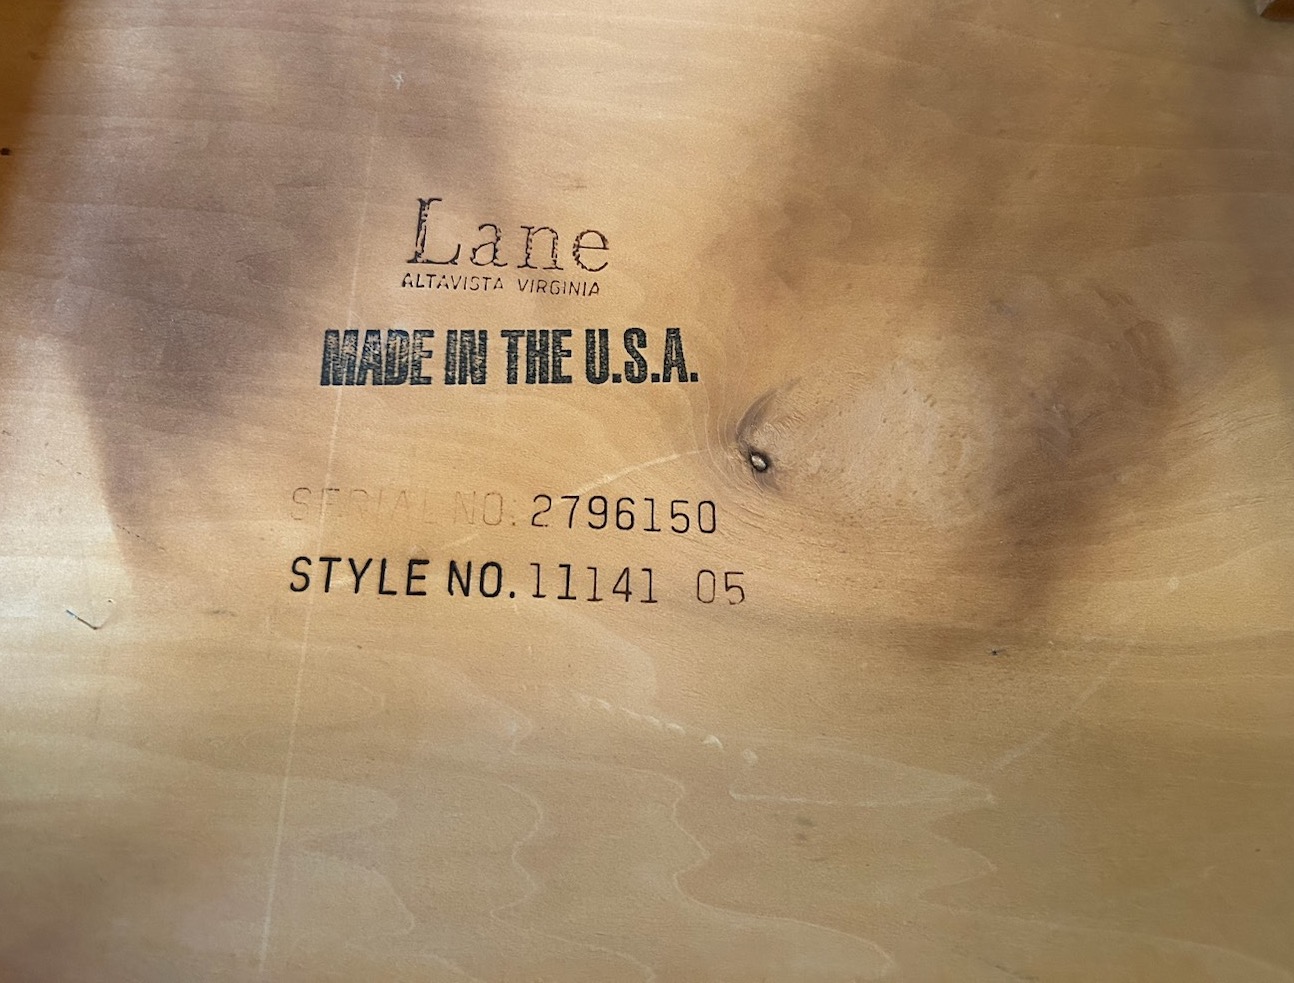 Lane
ALTAVISTA VIRGINIA
MADE IN THE U.S.A.
SERIAL NO: 2796150
STYLE NO. 11141 05